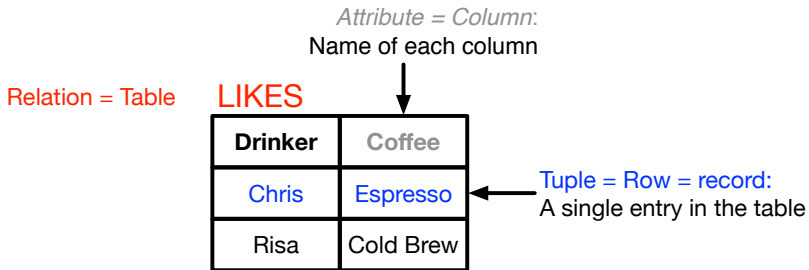 Attribute = Column:
Name of each column
Relation = Table
LIKES
Drinker
Coffee
Chris
Espresso
Tuple = Row = record:
A single entry in the table
Risa
Cold Brew